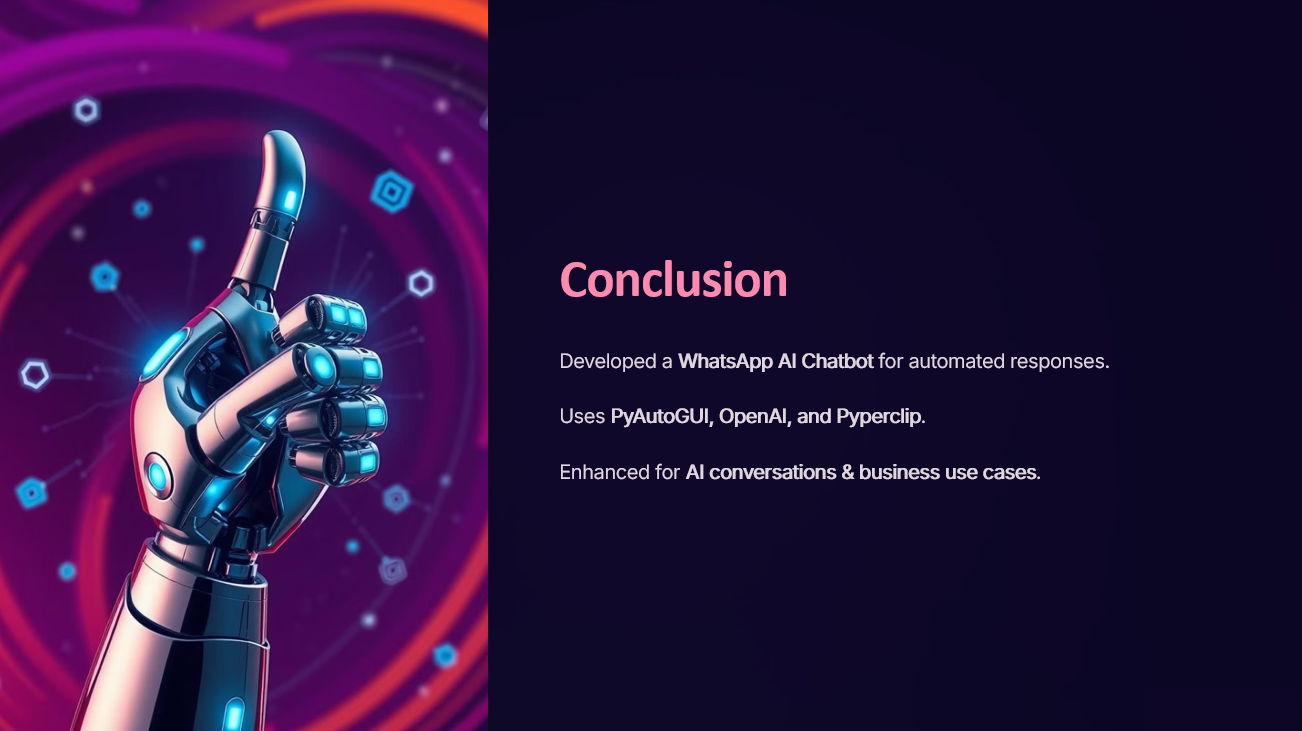 Conclusion
Developed a WhatsApp AI Chatbot for automated responses.
Uses PyAutoGUI, OpenAI, and Pyperclip.
Enhanced for AI conversations & business use cases.